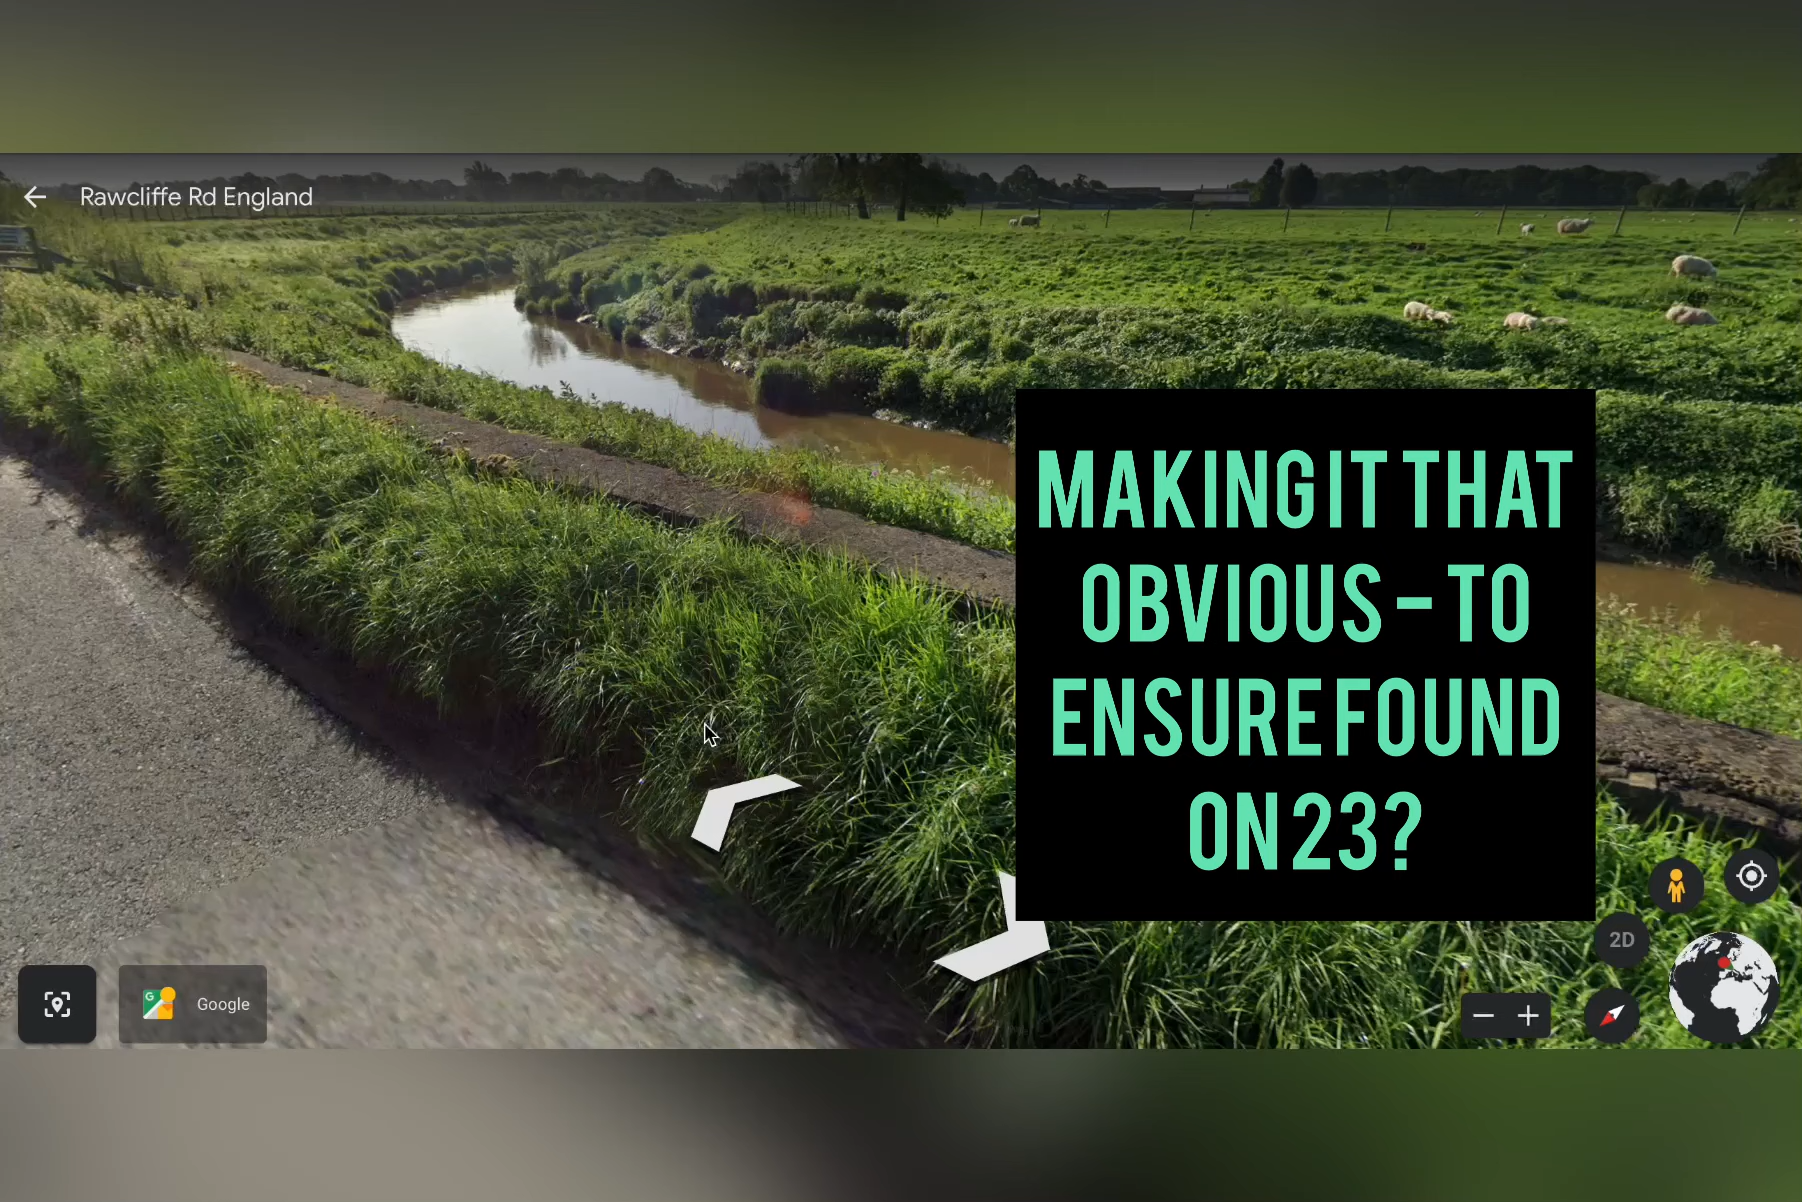 Rawcliffe Rd England
MAKING IT THAT
OBVIOUS - TO
ENSURE FOUND
ON 23?
2D
G
Google